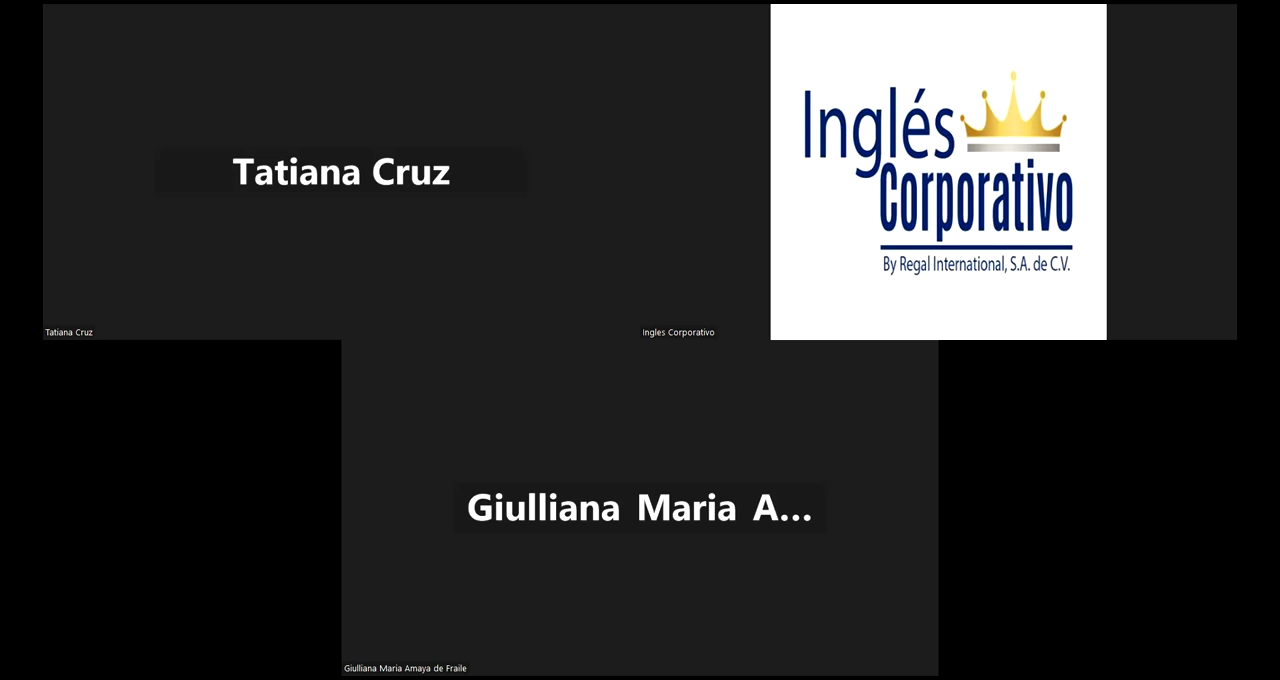 Tatiana Cruz
Tatiana Cruz
Inglés
Corporativo
By Regal International, S.A. de C.V.
Ingles Corporativo
Giulliana Maria A...
Giulliana Maria Amaya de Fraile